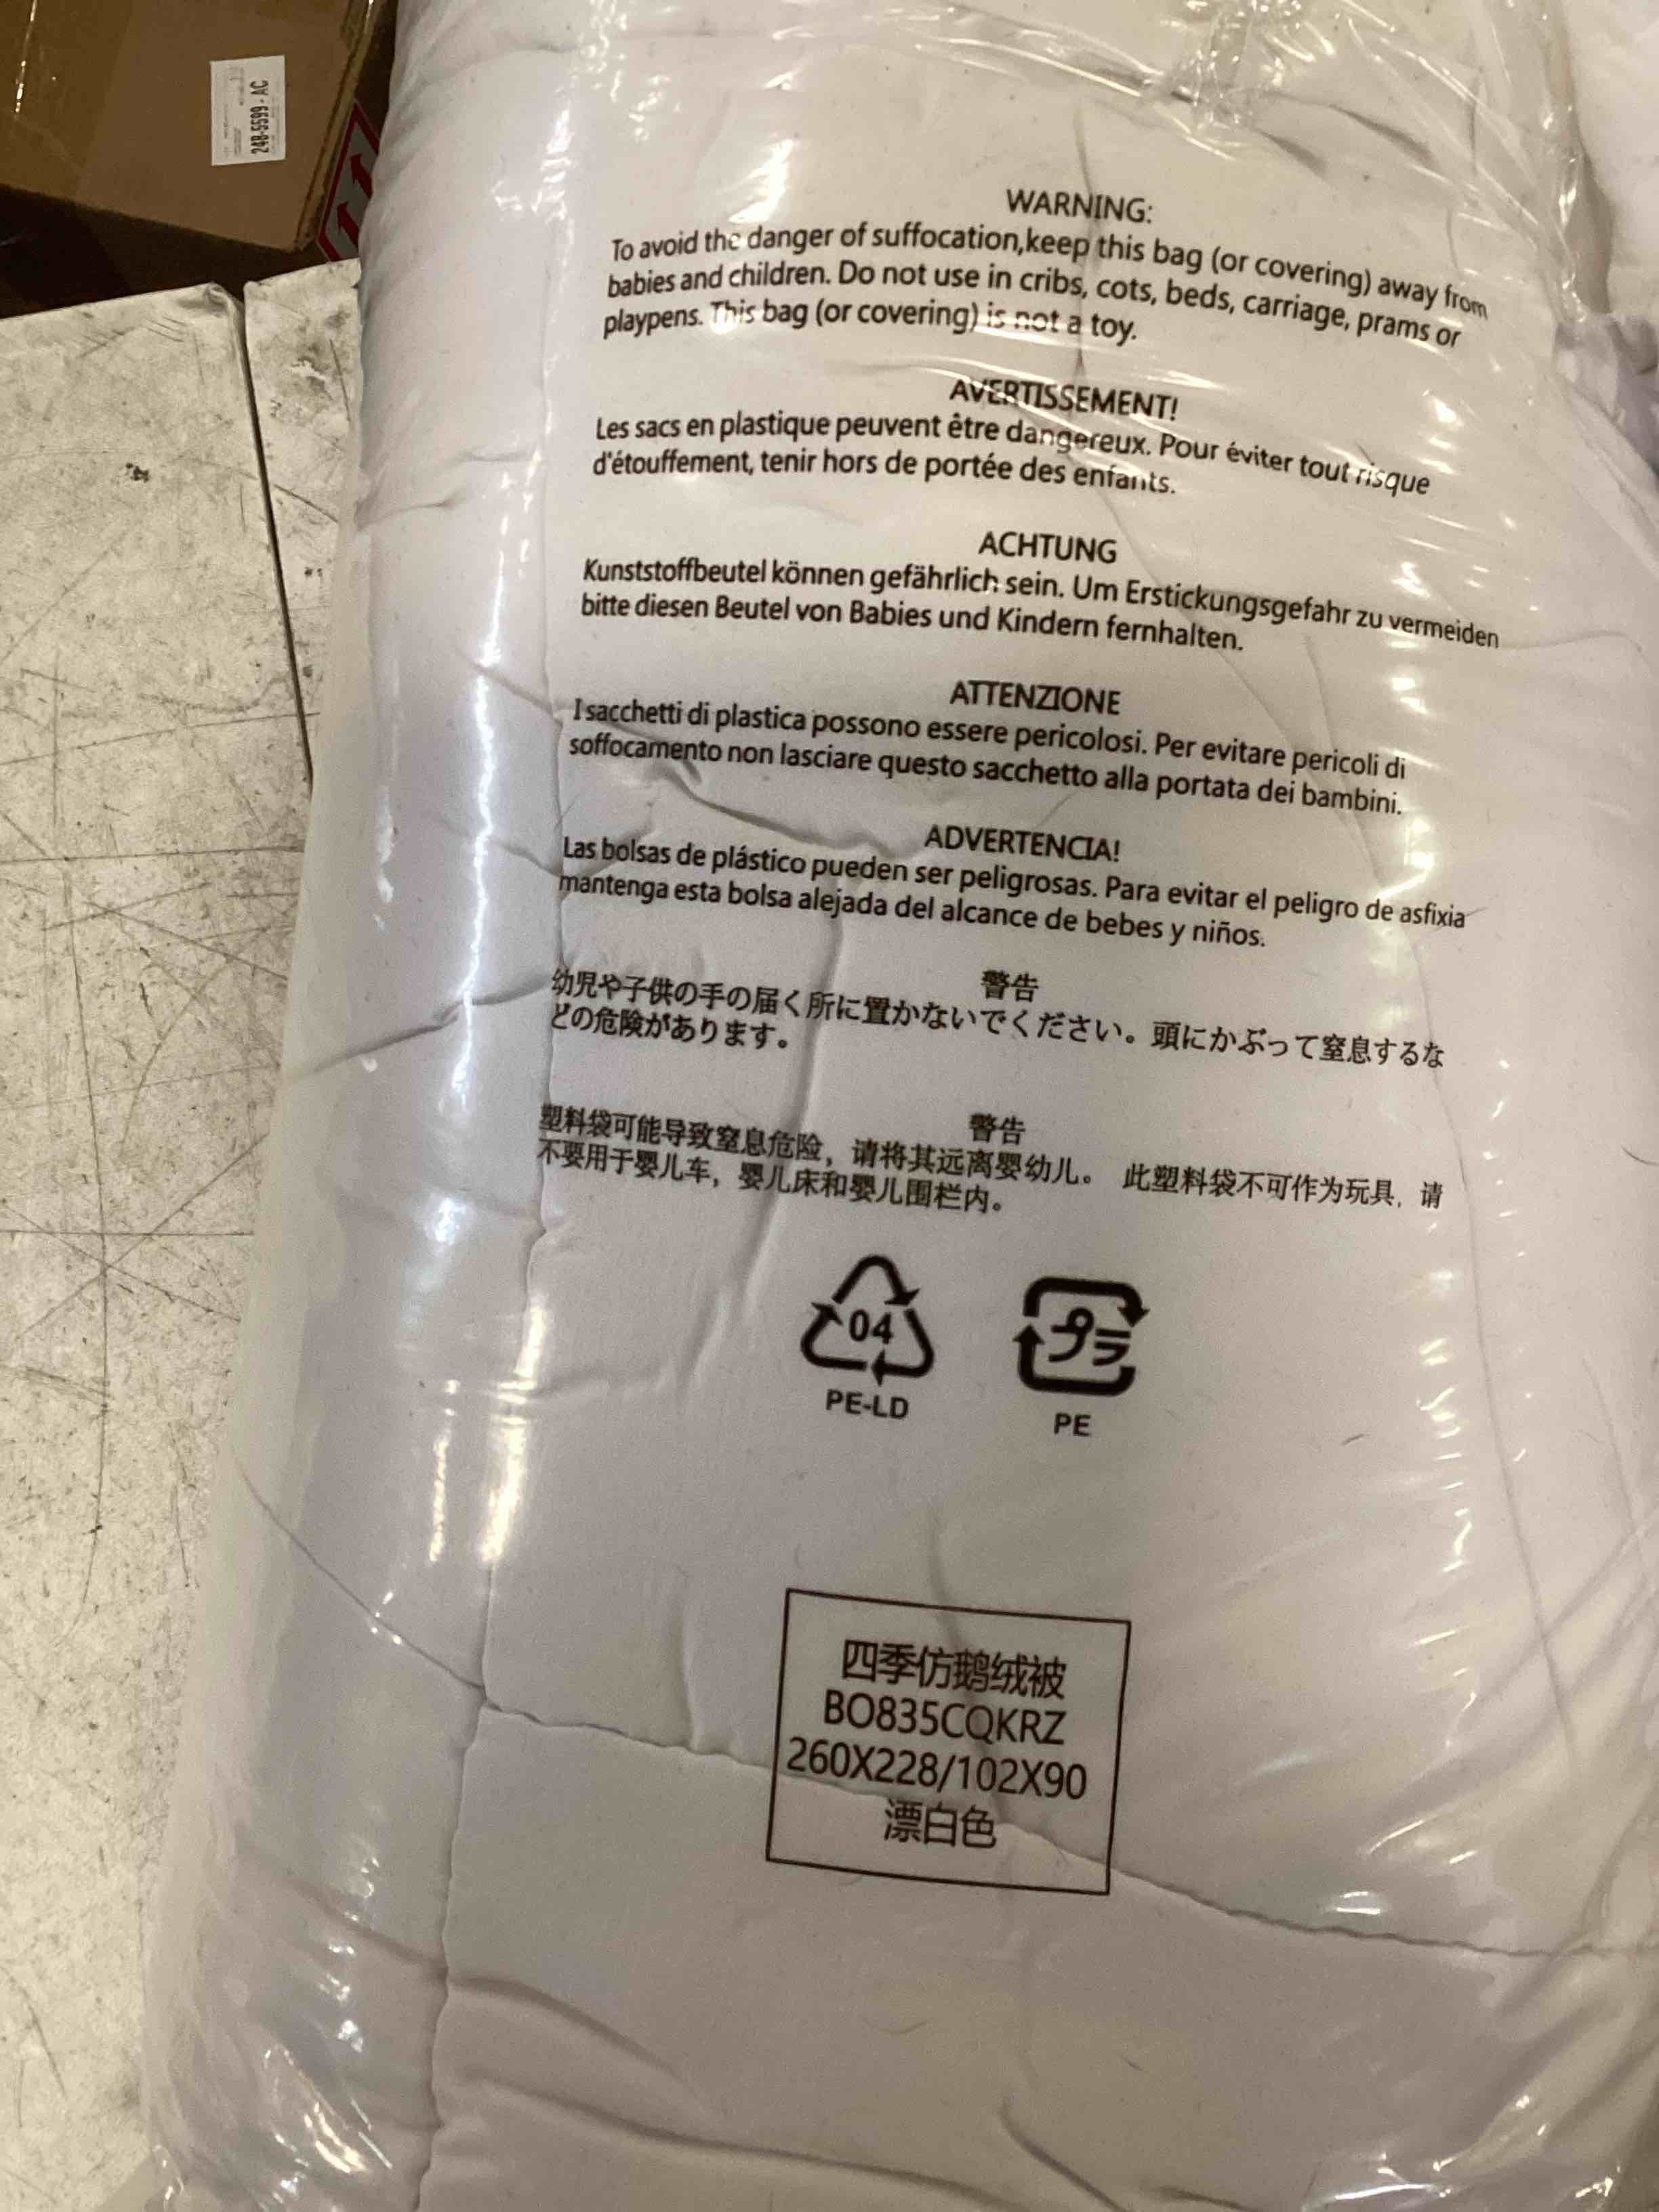 24B-5599 - AC
WARNING:
To avoid the danger of suffocation,keep this bag (or covering) away from
babies and children. Do not use in cribs, cots, beds, carriage, prams or
playpens. This bag (or covering) is not a toy.
AVERTISSEMENT!
Les sacs en plastique peuvent être dangereux. Pour éviter tout risque
d'étouffement, tenir hors de portée des enfants.
ACHTUNG
Kunststoffbeutel können gefährlich sein. Um Erstickungsgefahr zu vermeiden
bitte diesen Beutel von Babies und Kindern fernhalten.
ATTENZIONE
I sacchetti di plastica possono essere pericolosi. Per evitare pericoli di
soffocamento non lasciare questo sacchetto alla portata dei bambini.
ADVERTENCIA!
Las bolsas de plástico pueden ser peligrosas. Para evitar el peligro de asfixia
mantenga esta bolsa alejada del alcance de bebes y niños.
警告
幼児や子供の手の届く所に置かないでください。頭にかぶって窒息するな
どの危険があります。
警告
塑料袋可能导致窒息危险，请将其远离婴幼儿。 此塑料袋不可作为玩具，请
不要用于婴儿车，婴儿床和婴儿围栏内。
04
PE-LD
プラ
PE
四季仿鹅绒被
BO835CQKRZ
260X228/102X90
漂白色